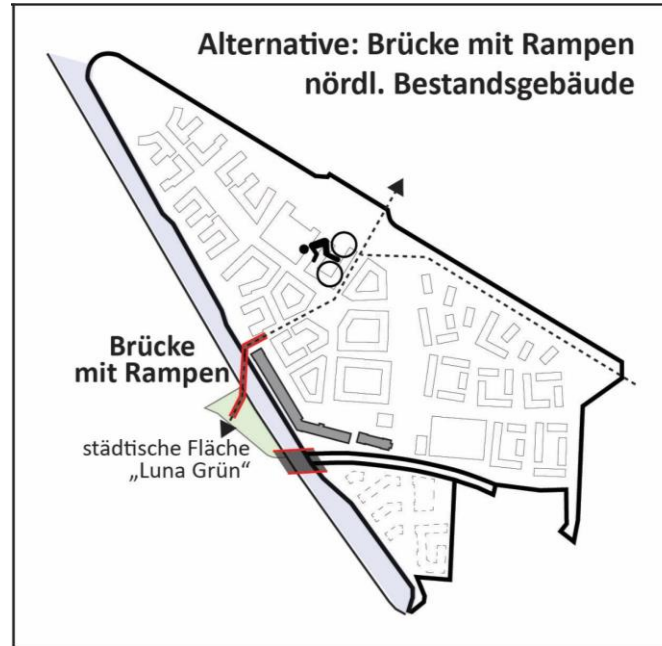 Alternative: Brücke mit Rampen
nördl. Bestandsgebäude
Brücke
mit Rampen
städtische Fläche
„Luna Grün“